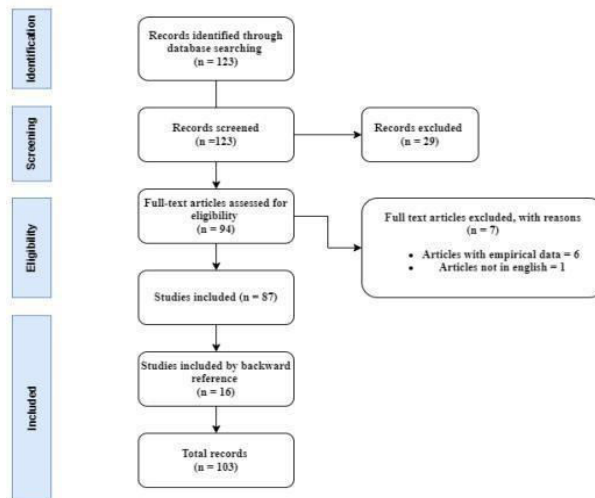 Identification
Records identified through
database searching
(n = 123)
Screening
Records screened
(n =123)
Records excluded
(n = 29)
Eligibility
Full-text articles assessed for
eligibility
(n = 94)
Full text articles excluded, with reasons
(n = 7)
• Articles with empirical data = 6
• Articles not in english = 1
Studies included (n = 87)
Included
Studies included by backward
reference
(n = 16)
Total records
(n = 103)